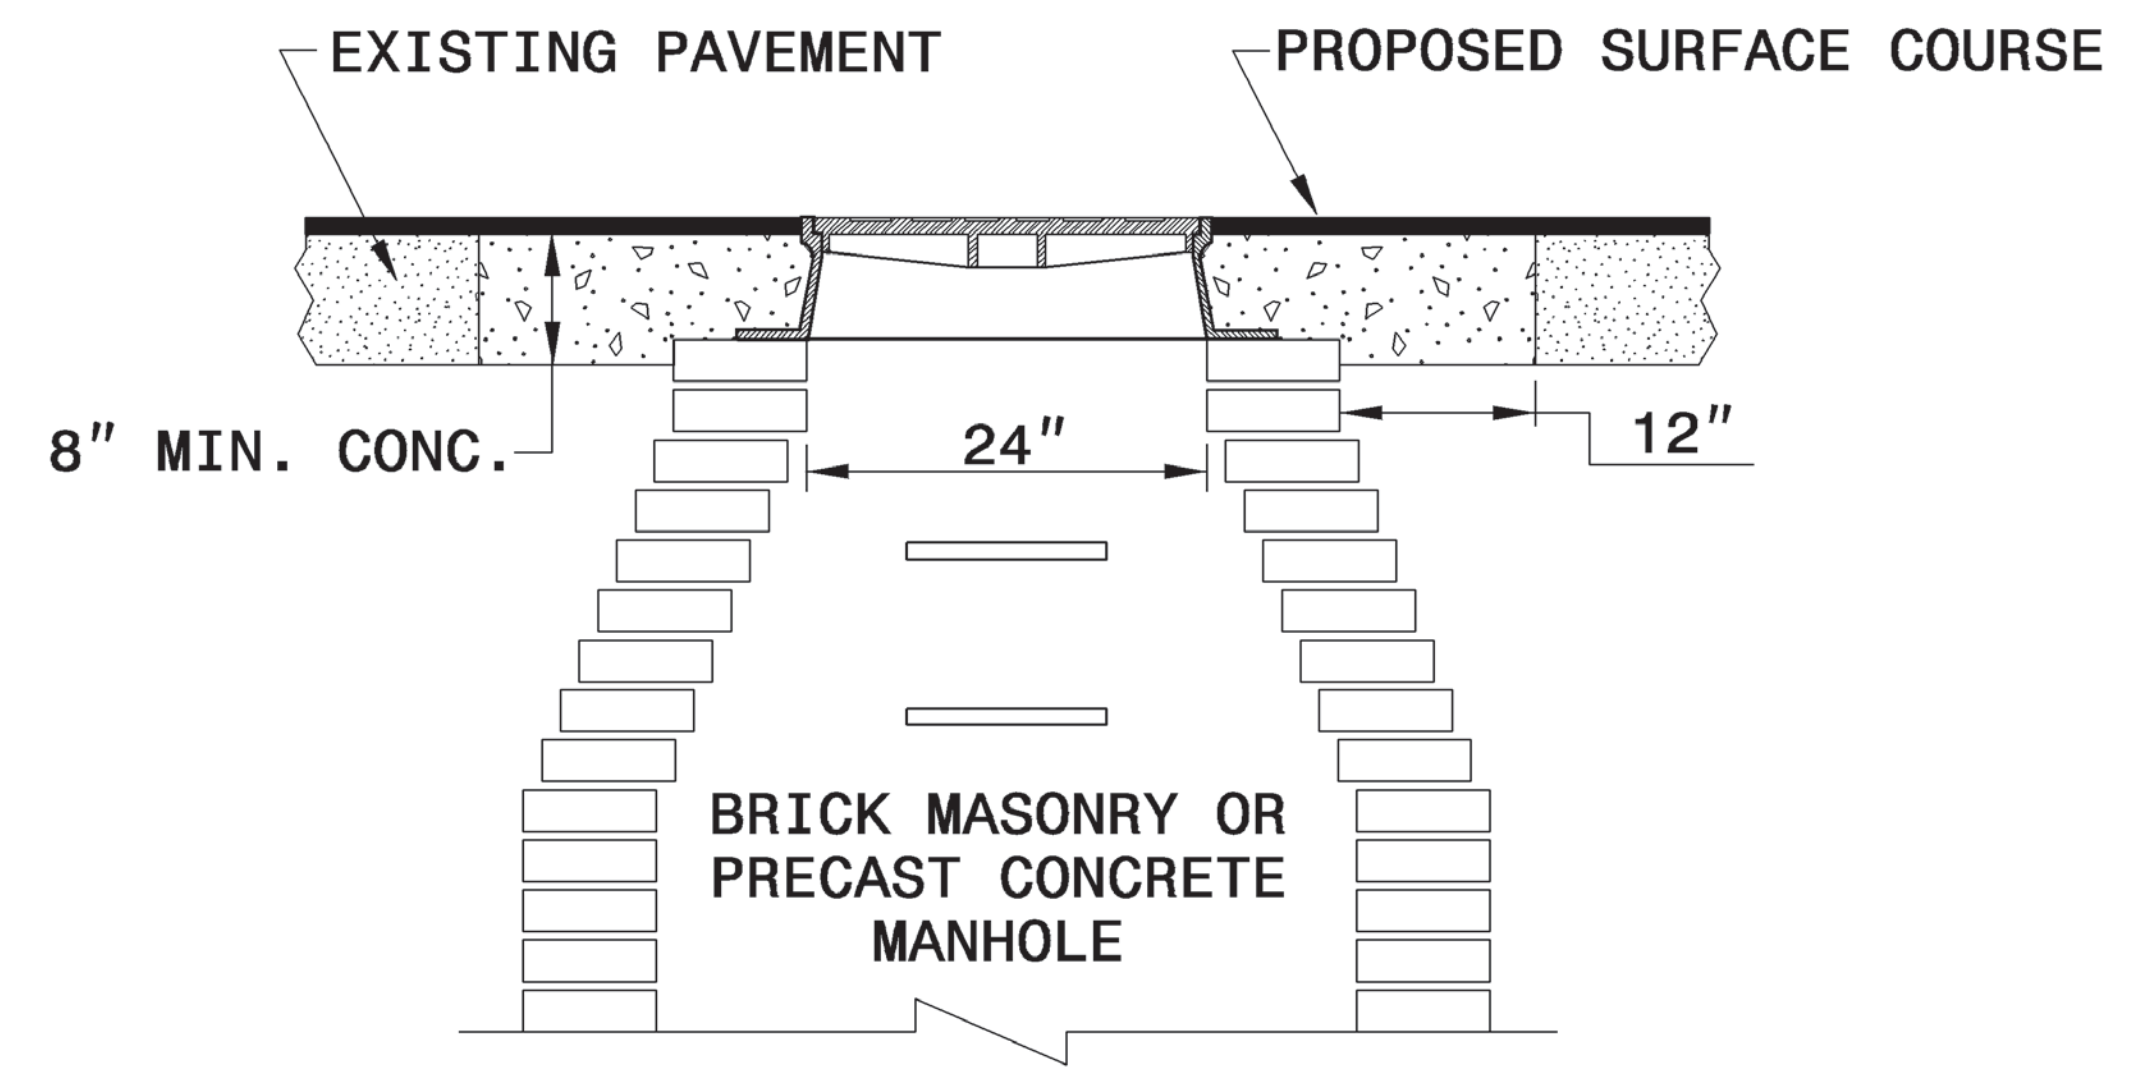 EXISTING PAVEMENT
PROPOSED SURFACE COURSE
8" MIN. CONC.
24"
12"
BRICK MASONRY OR
PRECAST CONCRETE
MANHOLE